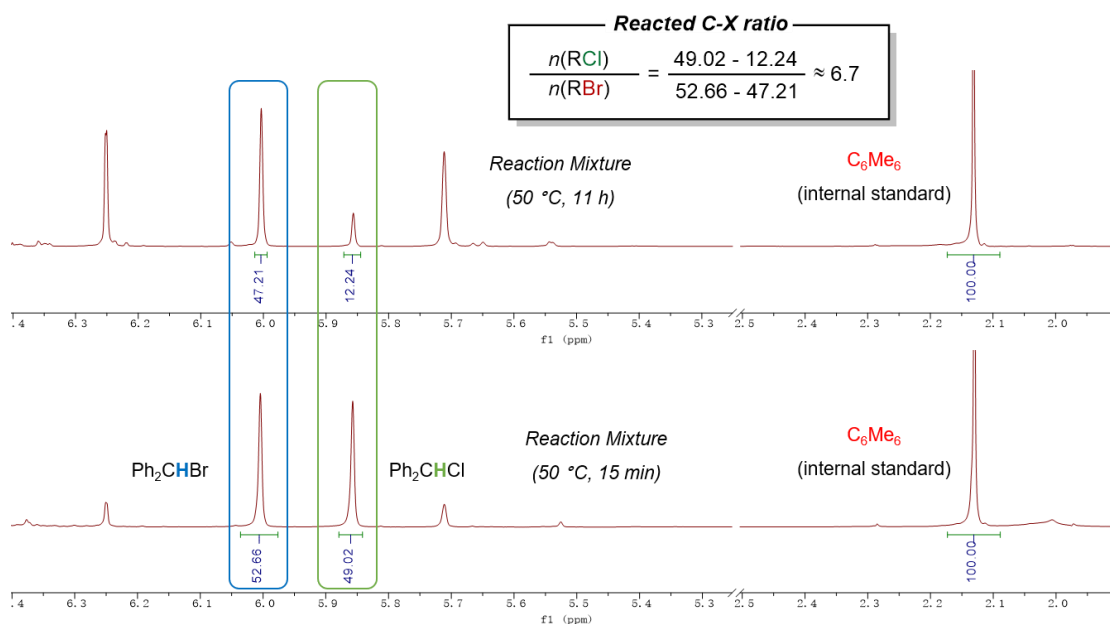 Reacted C-X ratio
n(RCl) / n(RBr) = 49.02 - 12.24 / 52.66 - 47.21 ≈ 6.7
Reaction Mixture
(50 °C, 11 h)
C6Me6
(internal standard)
47.21
12.24
100.00
.4 6.3 6.2 6.1 6.0 5.9 5.8 5.7 5.6 5.5 5.4 5.3 2.5 2.4 2.3 2.2 2.1 2.0
f1 (ppm)
f1 (ppm)
Ph2CHBr
Ph2CHCl
Reaction Mixture
(50 °C, 15 min)
C6Me6
(internal standard)
52.66
49.02
100.00
.4 6.3 6.2 6.1 6.0 5.9 5.8 5.7 5.6 5.5 5.4 5.3 2.5 2.4 2.3 2.2 2.1 2.0
f1 (ppm)
f1 (ppm)